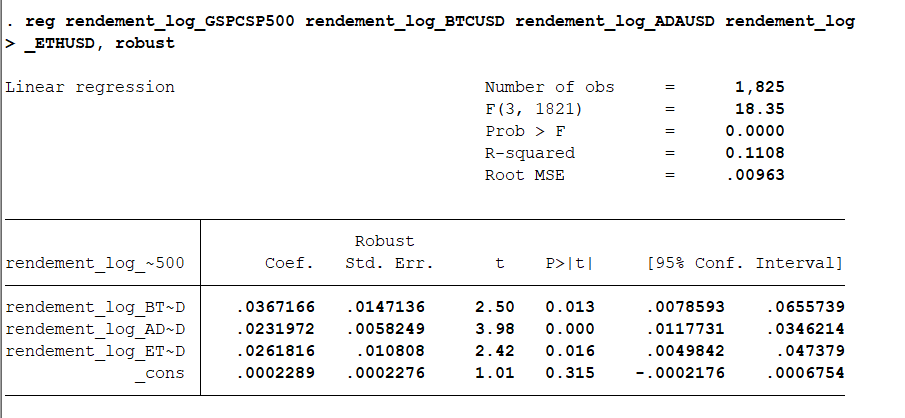 . reg rendement_log_GSPCSP500 rendement_log_BTCUSD rendement_log_ADAUSD rendement_log
> _ETHUSD, robust
Linear regression Number of obs = 1,825
F(3, 1821) = 18.35
Prob > F = 0.0000
R-squared = 0.1108
Root MSE = .00963
Robust
rendement_log_~500 Coef. Std. Err. t P>|t| [95% Conf. Interval]
rendement_log_BT~D .0367166 .0147136 2.50 0.013 .0078593 .0655739
rendement_log_AD~D .0231972 .0058249 3.98 0.000 .0117731 .0346214
rendement_log_ET~D .0261816 .010808 2.42 0.016 .0049842 .047379
_cons .0002289 .0002276 1.01 0.315 -.0002176 .0006754